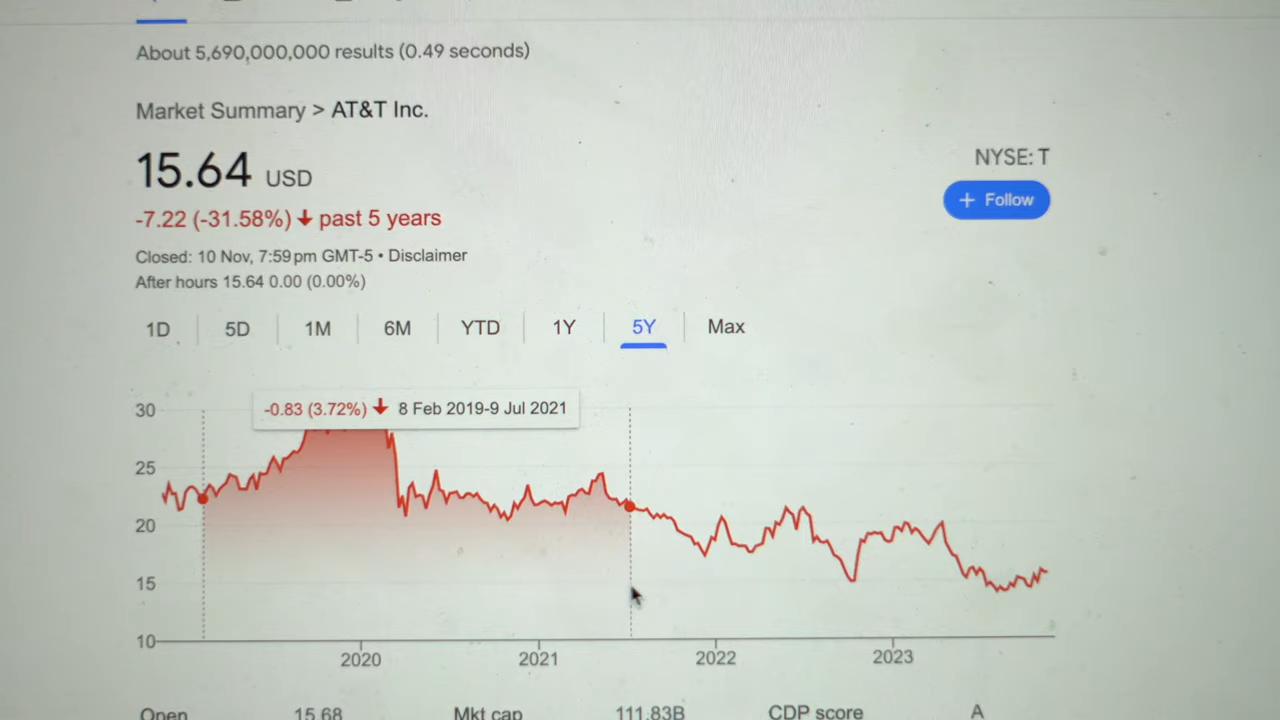 About 5,690,000,000 results (0.49 seconds)
Market Summary > AT&T Inc.
15.64 USD
NYSE: T
+ Follow
-7.22 (-31.58%) ↓ past 5 years
Closed: 10 Nov, 7:59 pm GMT-5 • Disclaimer
After hours 15.64 0.00 (0.00%)
1D 5D 1M 6M YTD 1Y 5Y Max
-0.83 (3.72%) ↓ 8 Feb 2019-9 Jul 2021
30
25
20
15
10
2020 2021 2022 2023
Open 15.68 Mkt cap 111.83B CDP score A